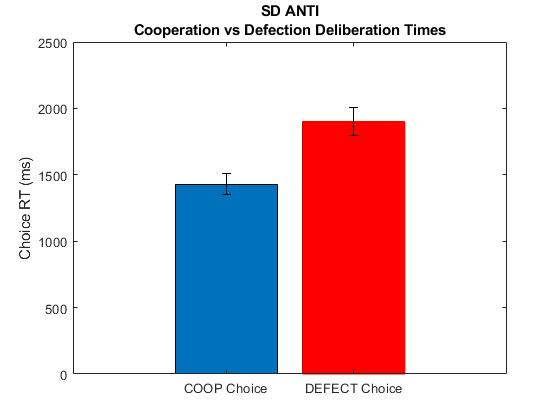 SD ANTI
Cooperation vs Defection Deliberation Times
2500
2000
1500
1000
500
0
Choice RT (ms)
COOP Choice
DEFECT Choice